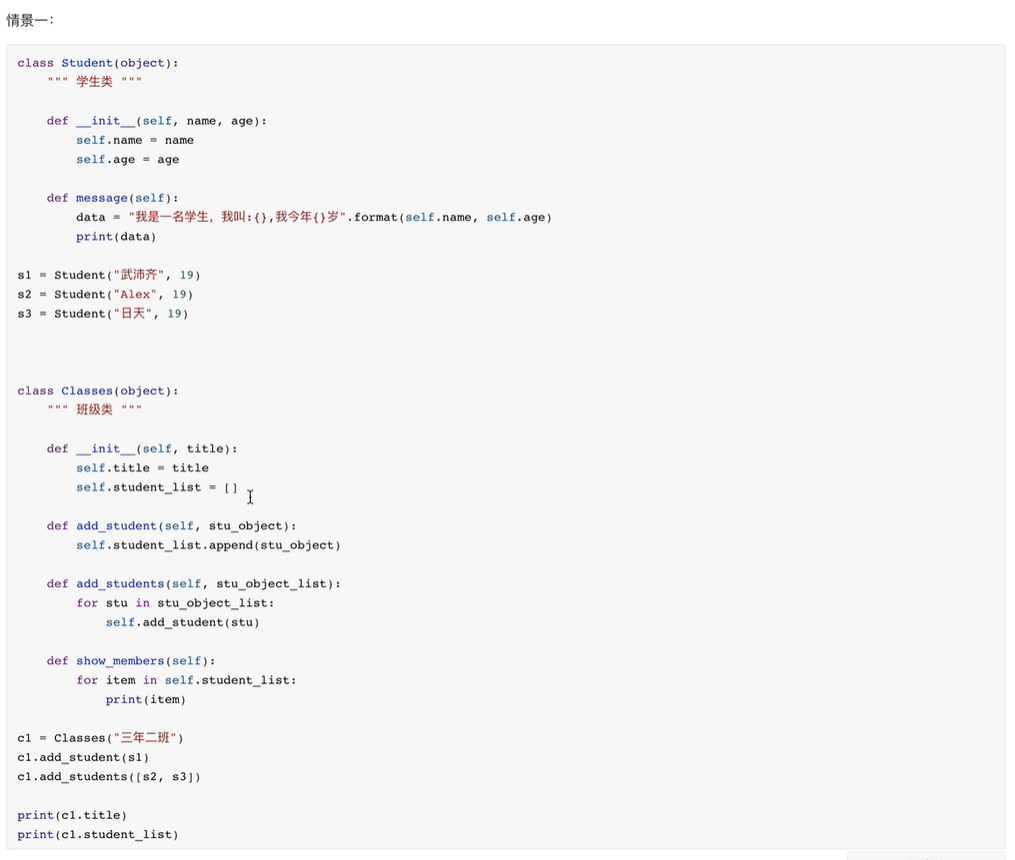 情景一：
class Student(object):
    """ 学生类 """
    def __init__(self, name, age):
        self.name = name
        self.age = age
    def message(self):
        data = "我是一名学生，我叫:{},我今年{}岁".format(self.name, self.age)
        print(data)
s1 = Student("武沛齐", 19)
s2 = Student("Alex", 19)
s3 = Student("日天", 19)
class Classes(object):
    """ 班级类 """
    def __init__(self, title):
        self.title = title
        self.student_list = []
    def add_student(self, stu_object):
        self.student_list.append(stu_object)
    def add_students(self, stu_object_list):
        for stu in stu_object_list:
            self.add_student(stu)
    def show_members(self):
        for item in self.student_list:
            print(item)
c1 = Classes("三年二班")
c1.add_student(s1)
c1.add_students([s2, s3])
print(c1.title)
print(c1.student_list)